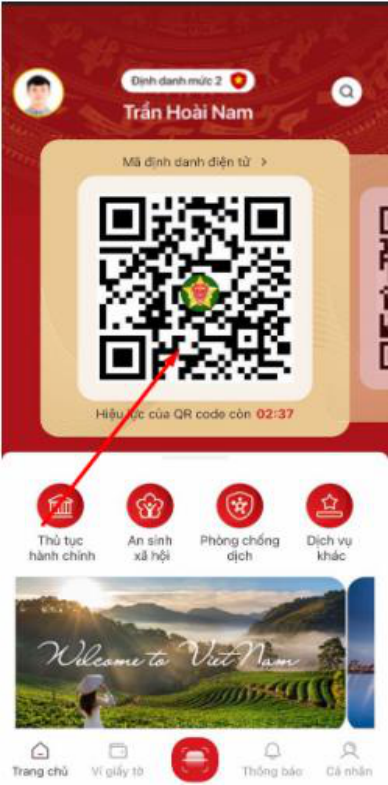 Định danh mức 2
Trần Hoài Nam
Mã định danh điện tử >
Hiệu lực của QR code còn 02:37
Thủ tục
hành chính
An sinh
xã hội
Phòng chống
dịch
Dịch vụ
khác
Welcome to Viet Nam
Trang chủ
Ví giấy tờ
Thông báo
Cá nhân